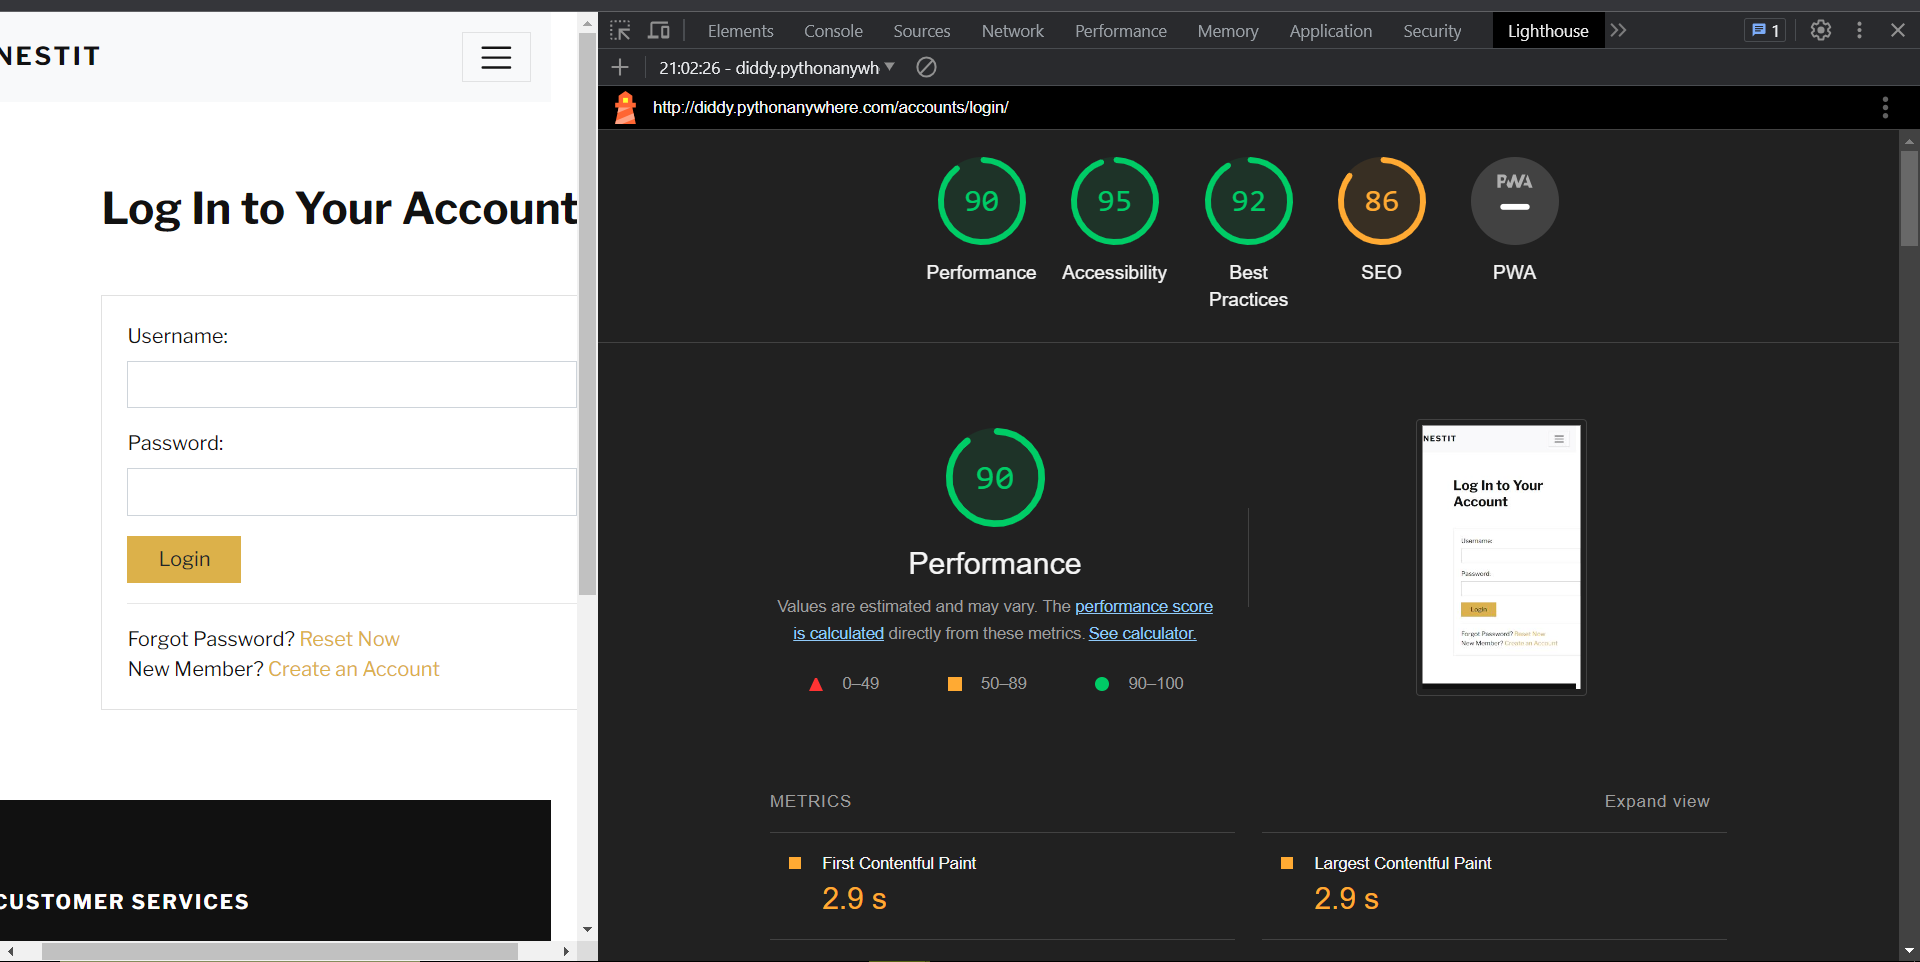 NESTIT
Log In to Your Account
Username:
Password:
Login
Forgot Password? Reset Now
New Member? Create an Account
CUSTOMER SERVICES
Elements Console Sources Network Performance Memory Application Security Lighthouse 1
21:02:26 - diddy.pythonanywh
http://diddy.pythonanywhere.com/accounts/login/
90 95 92 86 PWA
Performance Accessibility Best Practices SEO PWA
90
Performance
Values are estimated and may vary. The performance score
is calculated directly from these metrics. See calculator.
0–49 50–89 90–100
NESTIT
Log In to Your
Account
Username:
Password:
Login
Forgot Password? Reset Now
New Member? Create an Account
METRICS Expand view
First Contentful Paint Largest Contentful Paint
2.9 s 2.9 s